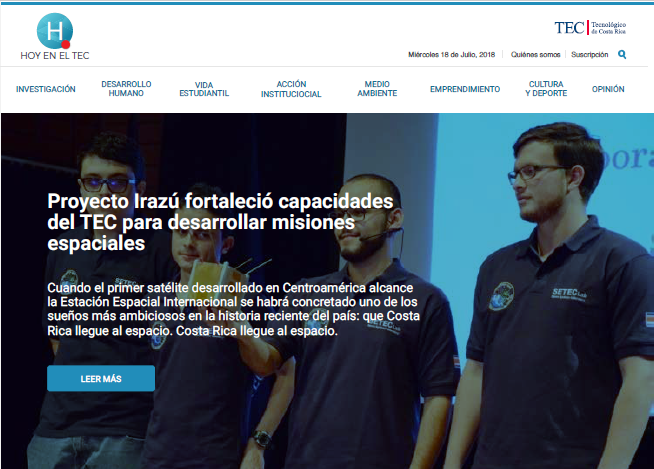 H
HOY EN EL TEC
TEC | Tecnológico
de Costa Rica
Miércoles 18 de Julio, 2018 | Quiénes somos | Suscripción
INVESTIGACIÓN
DESARROLLO
HUMANO
VIDA
ESTUDIANTIL
ACCIÓN
INSTITUCIOCIAL
MEDIO
AMBIENTE
EMPRENDIMIENTO
CULTURA
Y DEPORTE
OPINIÓN
Proyecto Irazú fortaleció capacidades
del TEC para desarrollar misiones
espaciales
Cuando el primer satélite desarrollado en Centroamérica alcance
la Estación Espacial Internacional se habrá concretado uno de los
sueños más ambiciosos en la historia reciente del país: que Costa
Rica llegue al espacio. Costa Rica llegue al espacio.
LEER MÁS
SETEC Lab
SETEC Lab